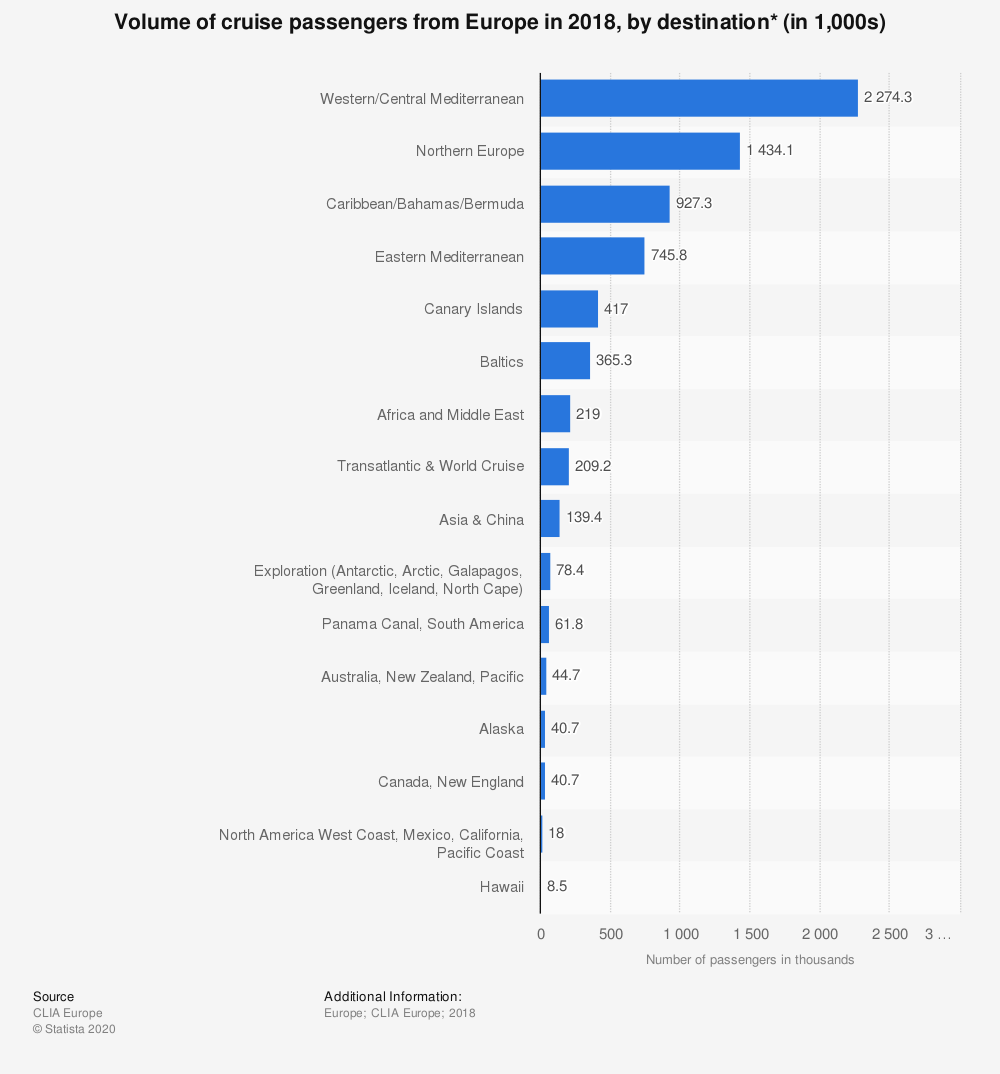 Volume of cruise passengers from Europe in 2018, by destination* (in 1,000s)
Western/Central Mediterranean 2 274.3
Northern Europe 1 434.1
Caribbean/Bahamas/Bermuda 927.3
Eastern Mediterranean 745.8
Canary Islands 417
Baltics 365.3
Africa and Middle East 219
Transatlantic & World Cruise 209.2
Asia & China 139.4
Exploration (Antarctic, Arctic, Galapagos, 78.4
Greenland, Iceland, North Cape)
Panama Canal, South America 61.8
Australia, New Zealand, Pacific 44.7
Alaska 40.7
Canada, New England 40.7
North America West Coast, Mexico, California, 18
Pacific Coast
Hawaii 8.5
0 500 1 000 1 500 2 000 2 500 3 …
Number of passengers in thousands
Source Additional Information:
CLIA Europe Europe; CLIA Europe; 2018
© Statista 2020